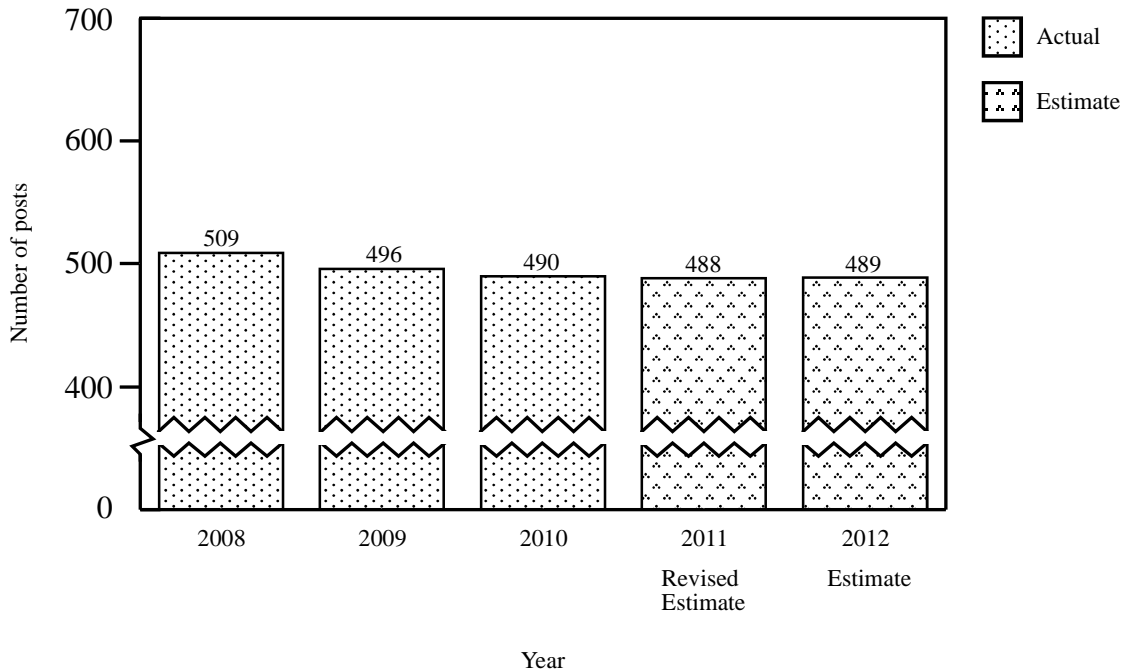 700
600
500
400
0
Number of posts
509
496
490
488
489
2008
2009
2010
2011
2012
Revised
Estimate
Estimate
Year
Actual
Estimate